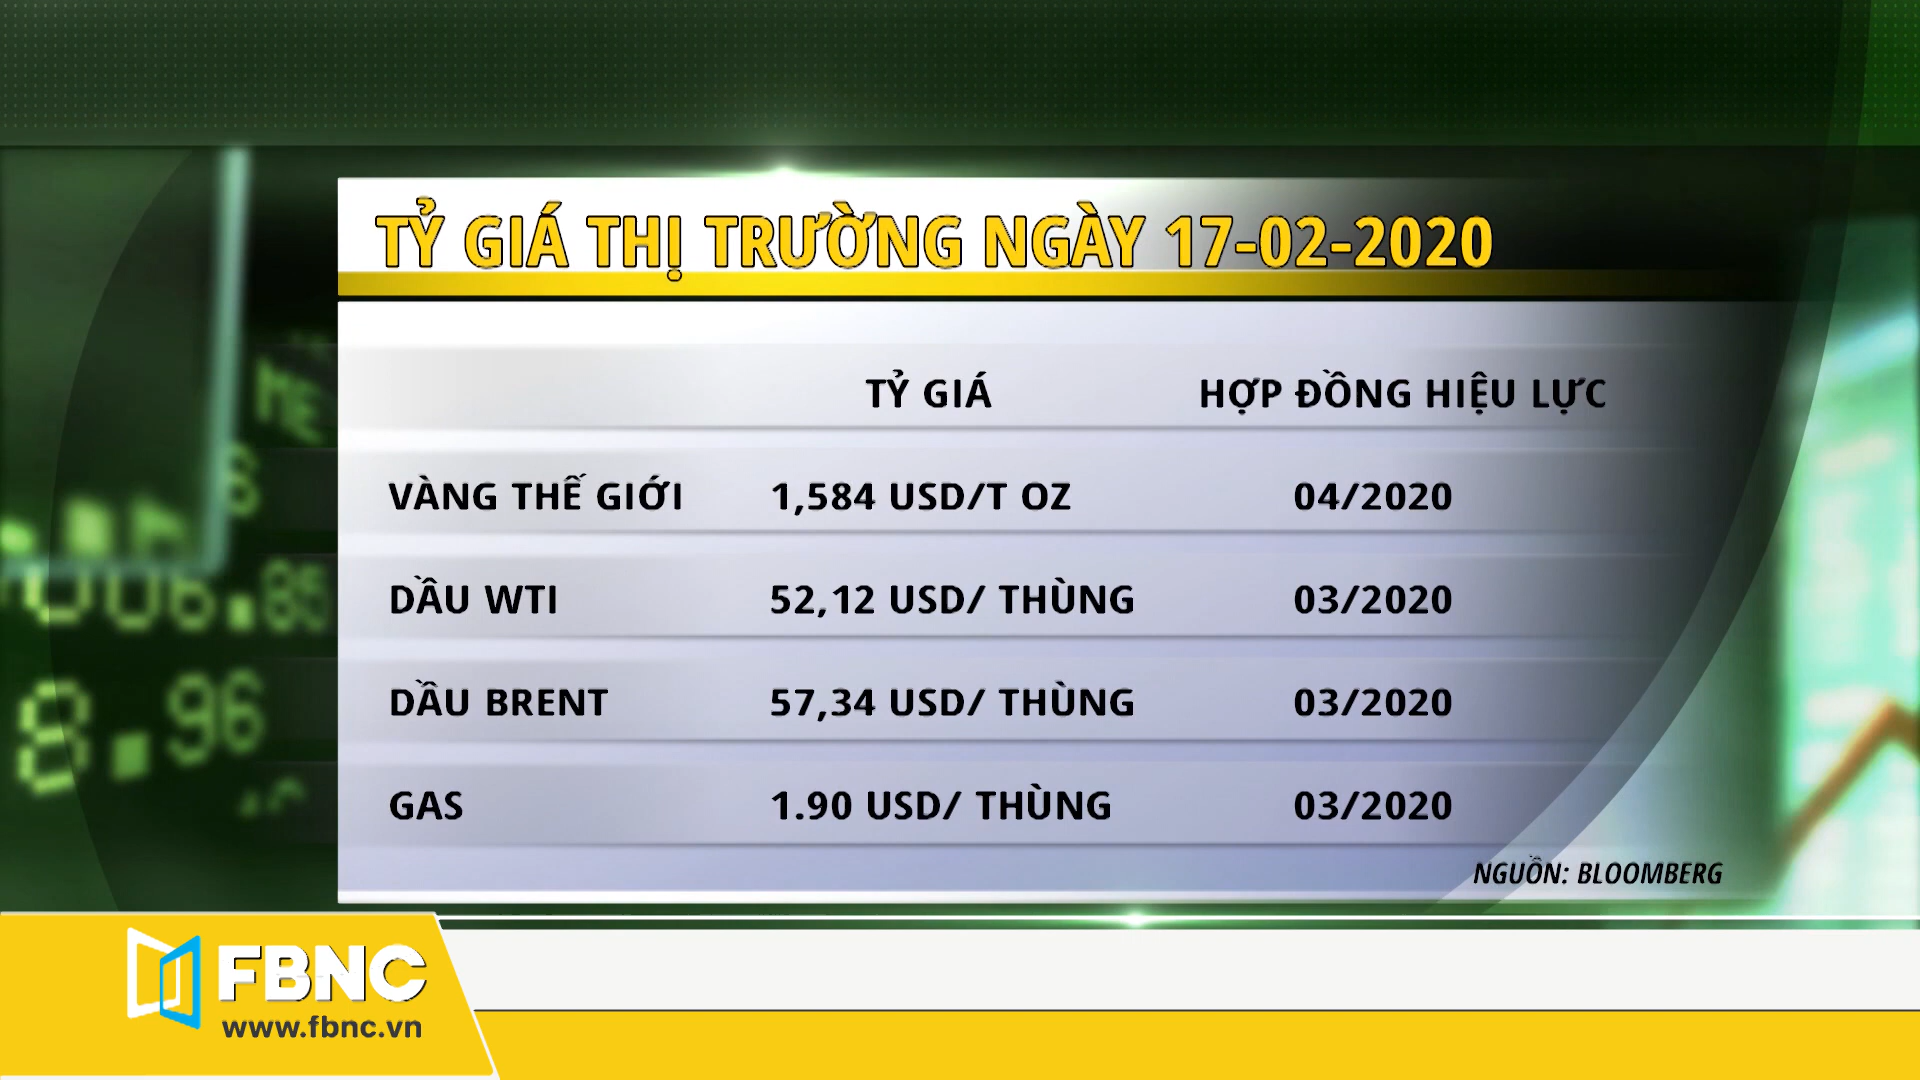 TỶ GIÁ THỊ TRƯỜNG NGÀY 17-02-2020
TỶ GIÁ HỢP ĐỒNG HIỆU LỰC
VÀNG THẾ GIỚI 1,584 USD/T OZ 04/2020
DẦU WTI 52,12 USD/ THÙNG 03/2020
DẦU BRENT 57,34 USD/ THÙNG 03/2020
GAS 1.90 USD/ THÙNG 03/2020
NGUỒN: BLOOMBERG
FBNC
www.fbnc.vn